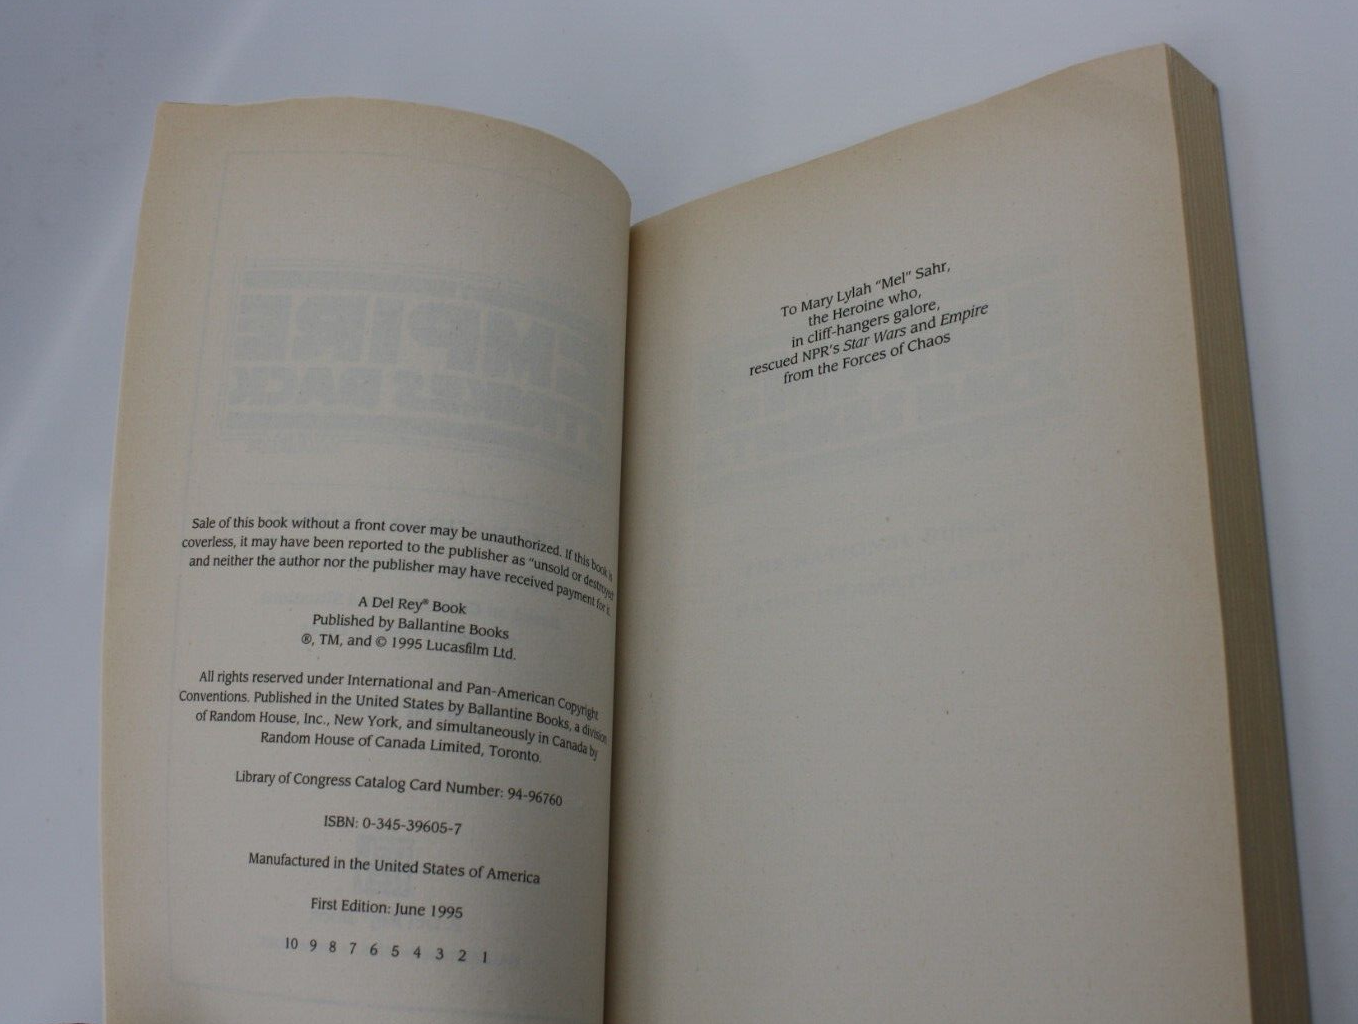 Sale of this book without a front cover may be unauthorized. If this book is
coverless, it may have been reported to the publisher as "unsold or destroyed
and neither the author nor the publisher may have received payment for it.
A Del Rey® Book
Published by Ballantine Books
®, TM, and © 1995 Lucasfilm Ltd.
All rights reserved under International and Pan-American Copyright
Conventions. Published in the United States by Ballantine Books, a division
of Random House, Inc., New York, and simultaneously in Canada by
Random House of Canada Limited, Toronto.
Library of Congress Catalog Card Number: 94-96760
ISBN: 0-345-39605-7
Manufactured in the United States of America
First Edition: June 1995
10 9 8 7 6 5 4 3 2 1
To Mary Lylah "Mel" Sahr,
the Heroine who,
in cliff-hangers galore,
rescued NPR's Star Wars and Empire
from the Forces of Chaos